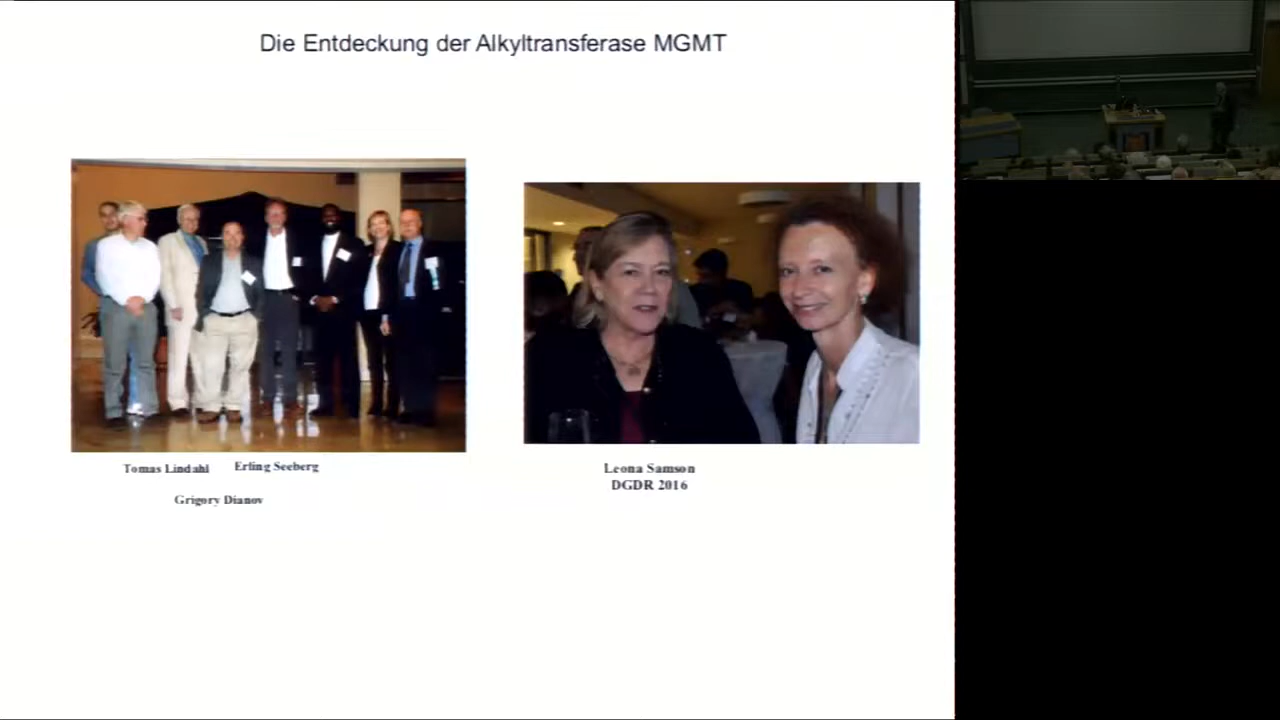 Die Entdeckung der Alkyltransferase MGMT
Tomas Lindahl
Erling Seeberg
Grigory Dianov
Leona Samson
DGDR 2016